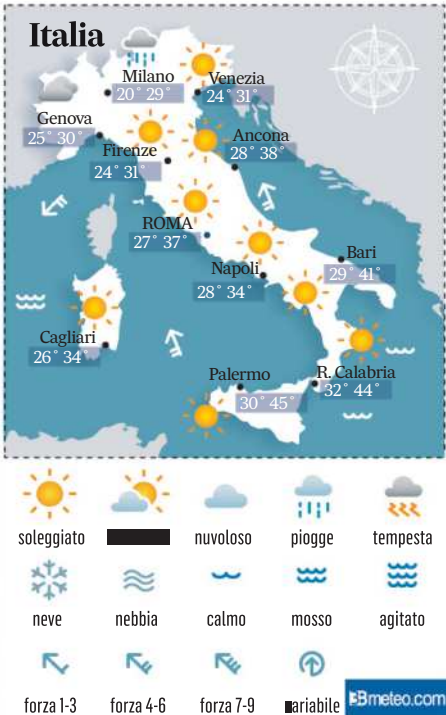 Italia
Milano
20° 29°
Venezia
24° 31°
Genova
25° 30°
Firenze
24° 31°
Ancona
28° 38°
ROMA
27° 37°
Napoli
28° 34°
Bari
29° 41°
Cagliari
26° 34°
Palermo
30° 45°
R. Calabria
32° 44°
soleggiato
nuvoloso
piogge
tempesta
neve
nebbia
calmo
mosso
agitato
forza 1-3
forza 4-6
forza 7-9
ariabile
3Bmeteo.com